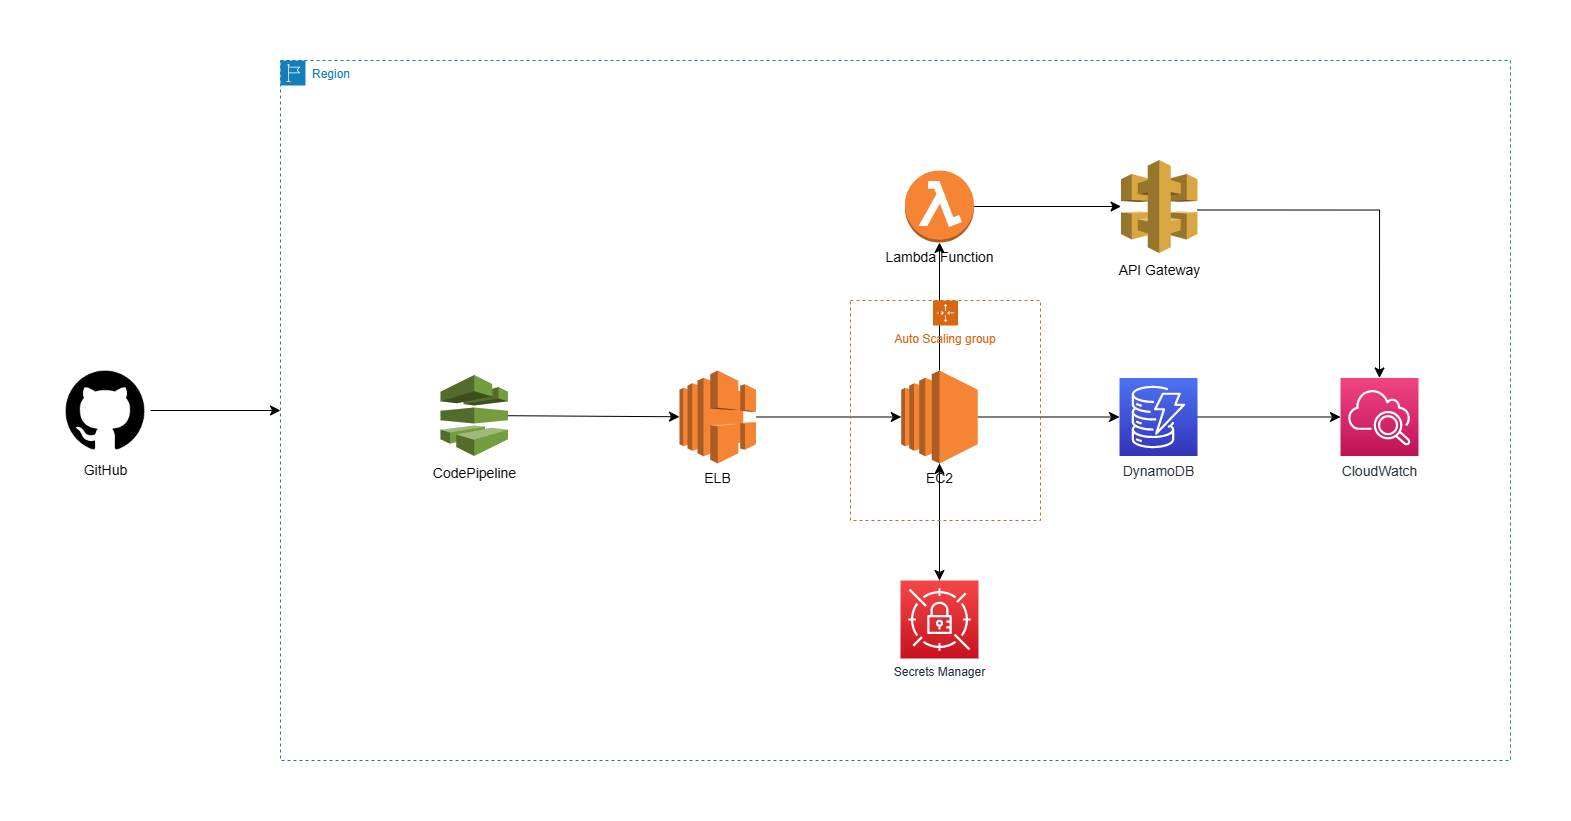 Region
Lambda Function
API Gateway
Auto Scaling group
GitHub
CodePipeline
ELB
EC2
DynamoDB
CloudWatch
Secrets Manager